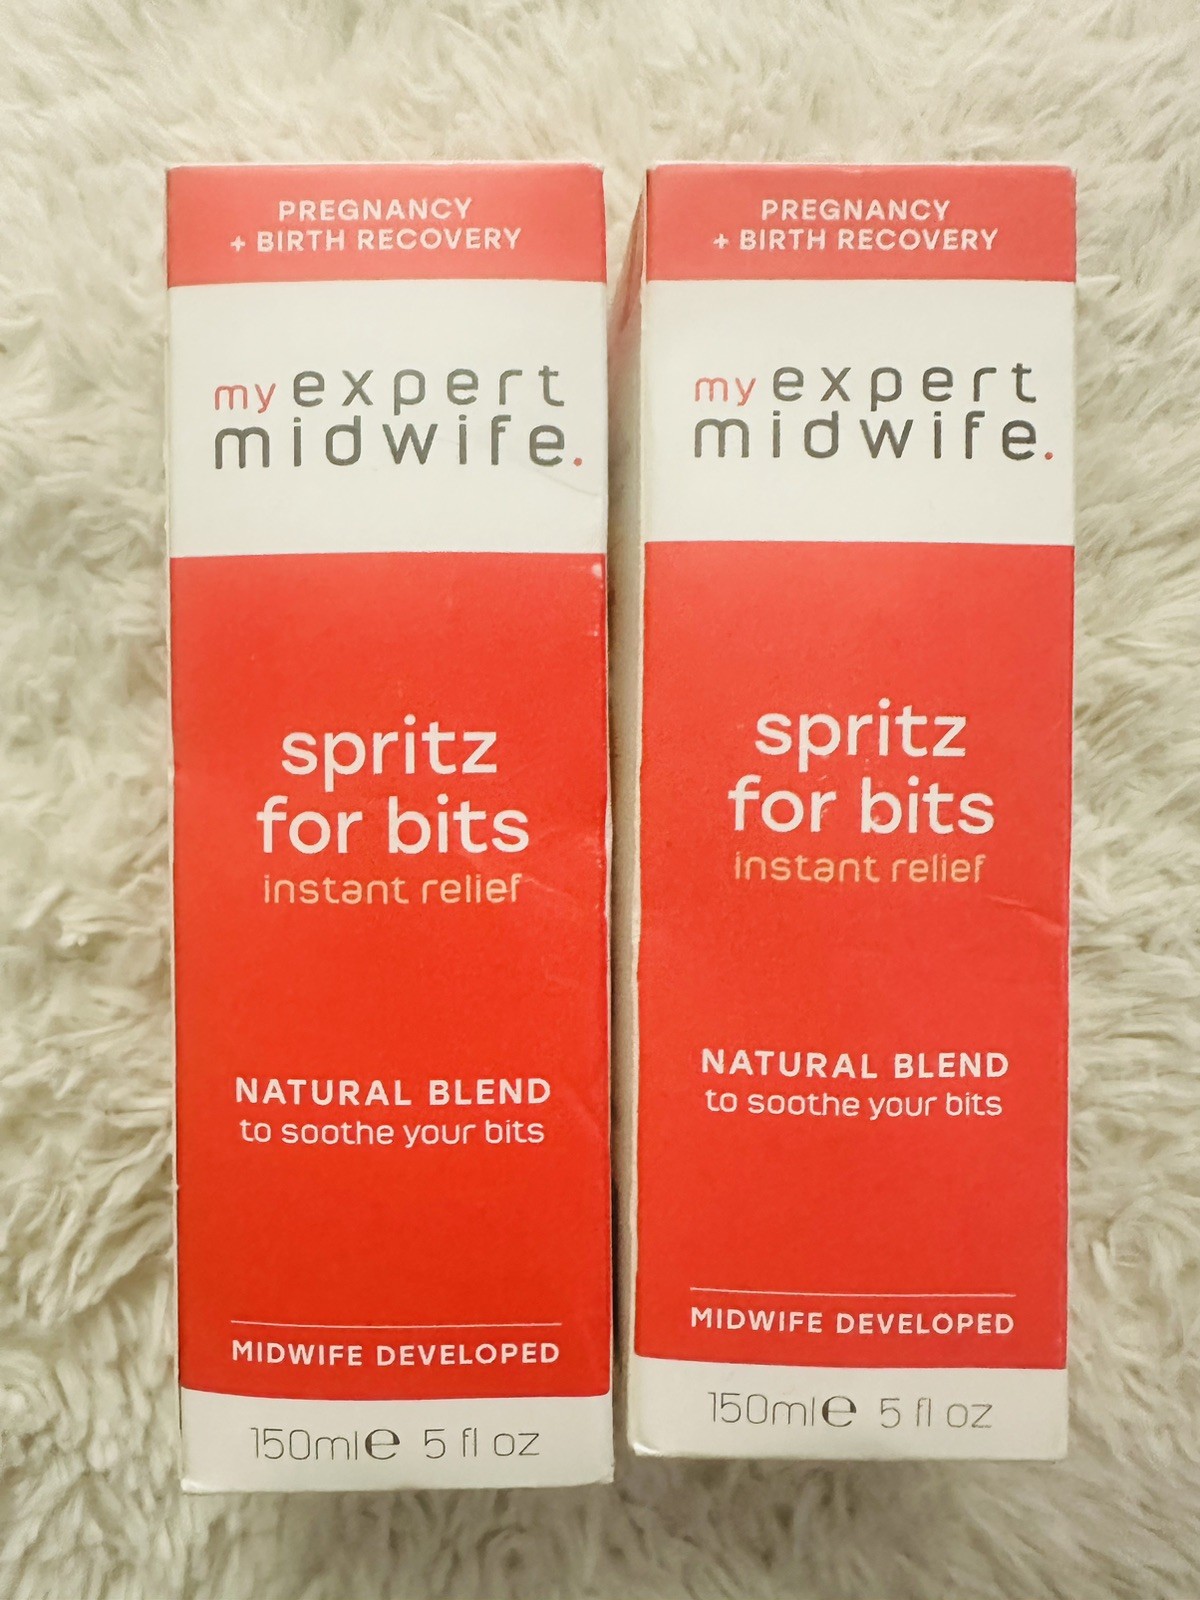 PREGNANCY
+ BIRTH RECOVERY
my expert
midwife.
spritz
for bits
instant relief
NATURAL BLEND
to soothe your bits
MIDWIFE DEVELOPED
150ml℮ 5 fl oz
PREGNANCY
+ BIRTH RECOVERY
my expert
midwife.
spritz
for bits
instant relief
NATURAL BLEND
to soothe your bits
MIDWIFE DEVELOPED
150ml℮ 5 fl oz